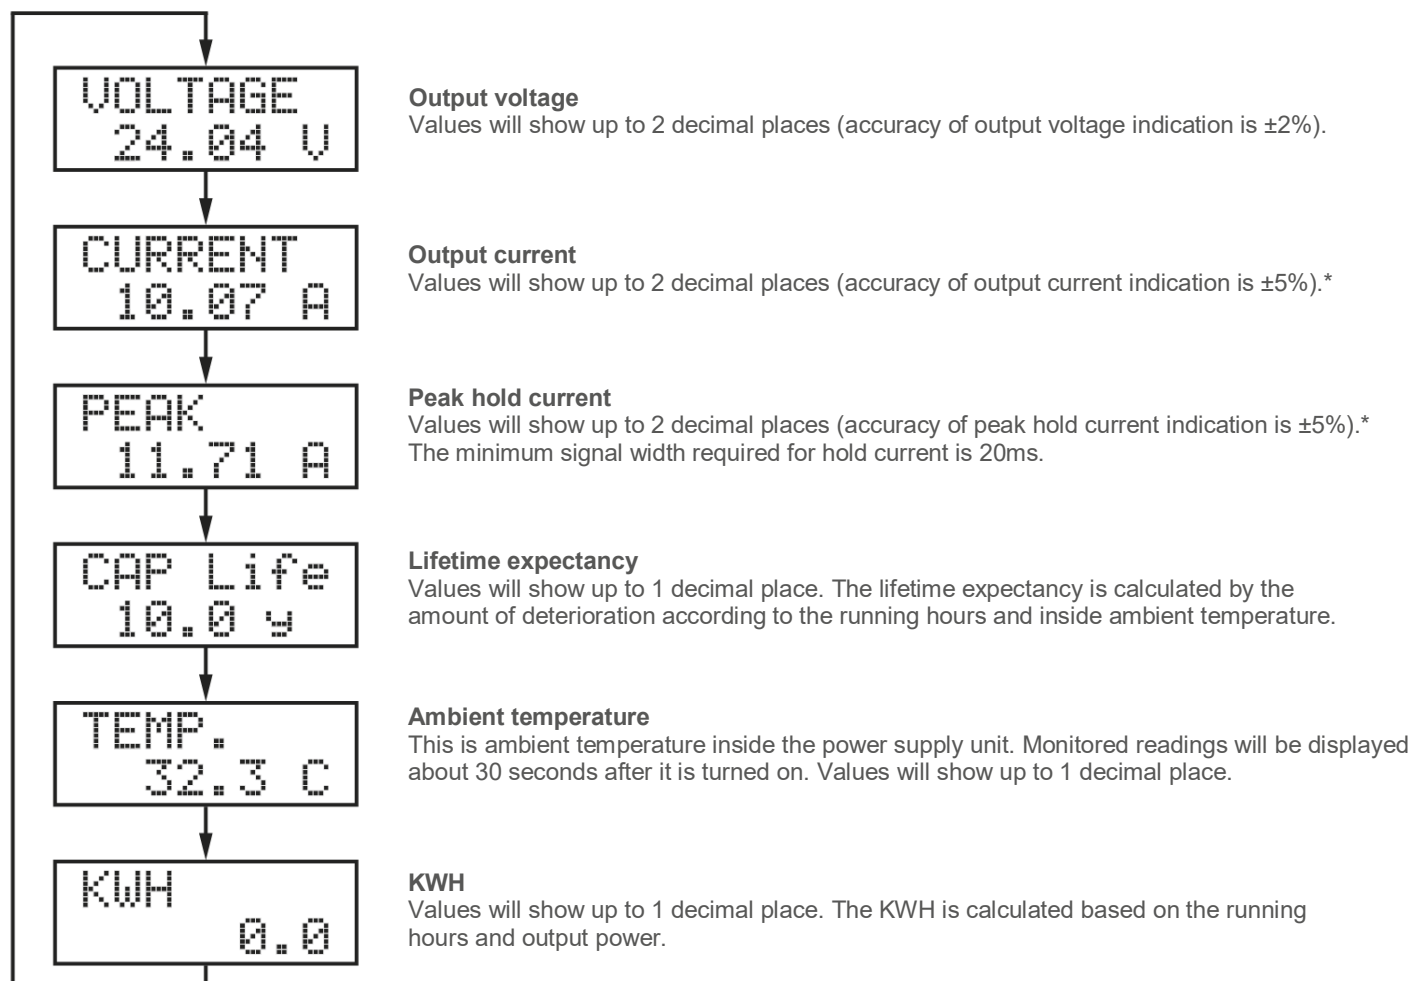 VOLTAGE
24.04 V
Output voltage
Values will show up to 2 decimal places (accuracy of output voltage indication is ±2%).
CURRENT
10.07 A
Output current
Values will show up to 2 decimal places (accuracy of output current indication is ±5%).*
PEAK
11.71 A
Peak hold current
Values will show up to 2 decimal places (accuracy of peak hold current indication is ±5%).*
The minimum signal width required for hold current is 20ms.
CAP Life
10.0 y
Lifetime expectancy
Values will show up to 1 decimal place. The lifetime expectancy is calculated by the
amount of deterioration according to the running hours and inside ambient temperature.
TEMP.
32.3 C
Ambient temperature
This is ambient temperature inside the power supply unit. Monitored readings will be displayed
about 30 seconds after it is turned on. Values will show up to 1 decimal place.
KWH
0.0
KWH
Values will show up to 1 decimal place. The KWH is calculated based on the running
hours and output power.